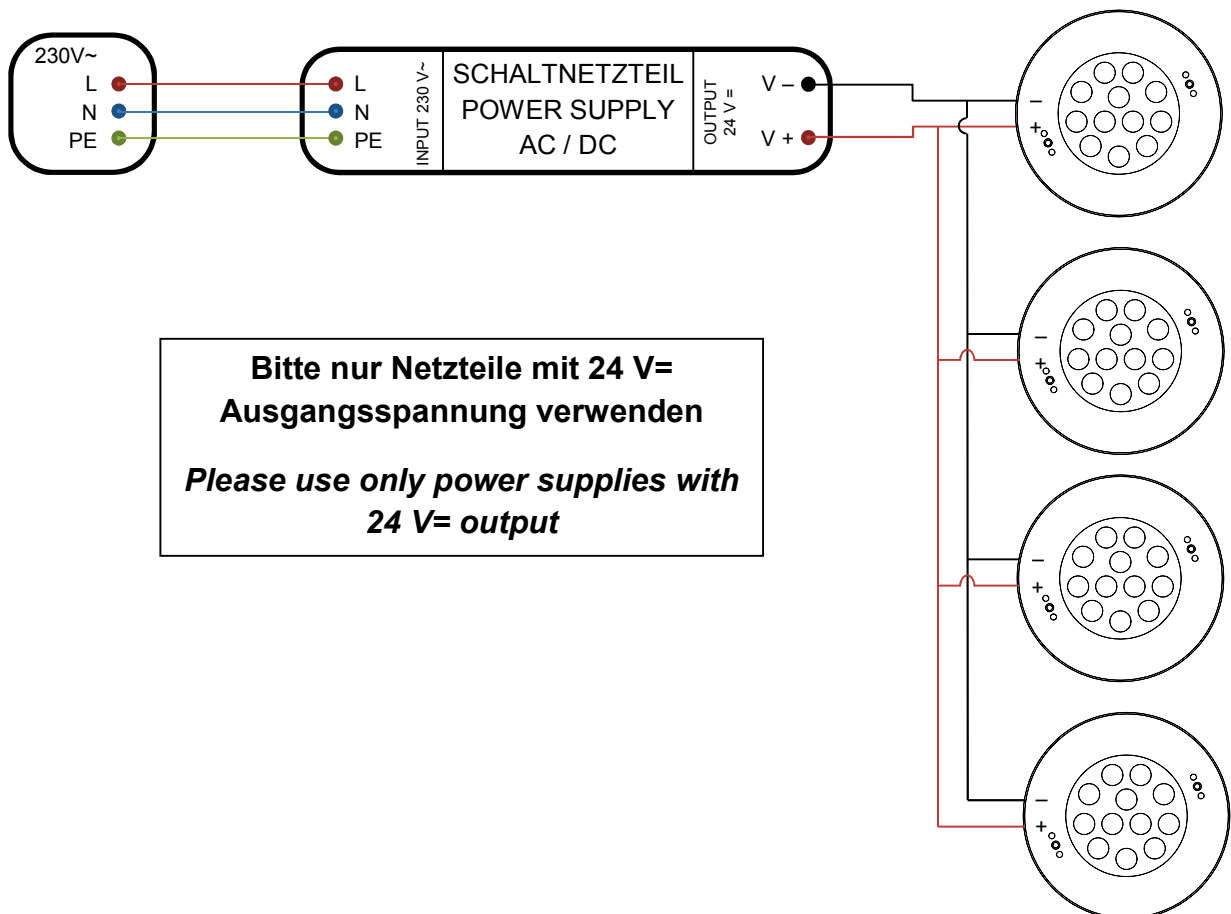 230V~
L
N
PE
L
N
PE
INPUT 230 V~
SCHALTNETZTEIL
POWER SUPPLY
AC / DC
OUTPUT
24 V =
V –
V +
–
+
–
+
–
+
–
+
Bitte nur Netzteile mit 24 V=
Ausgangsspannung verwenden
Please use only power supplies with
24 V= output